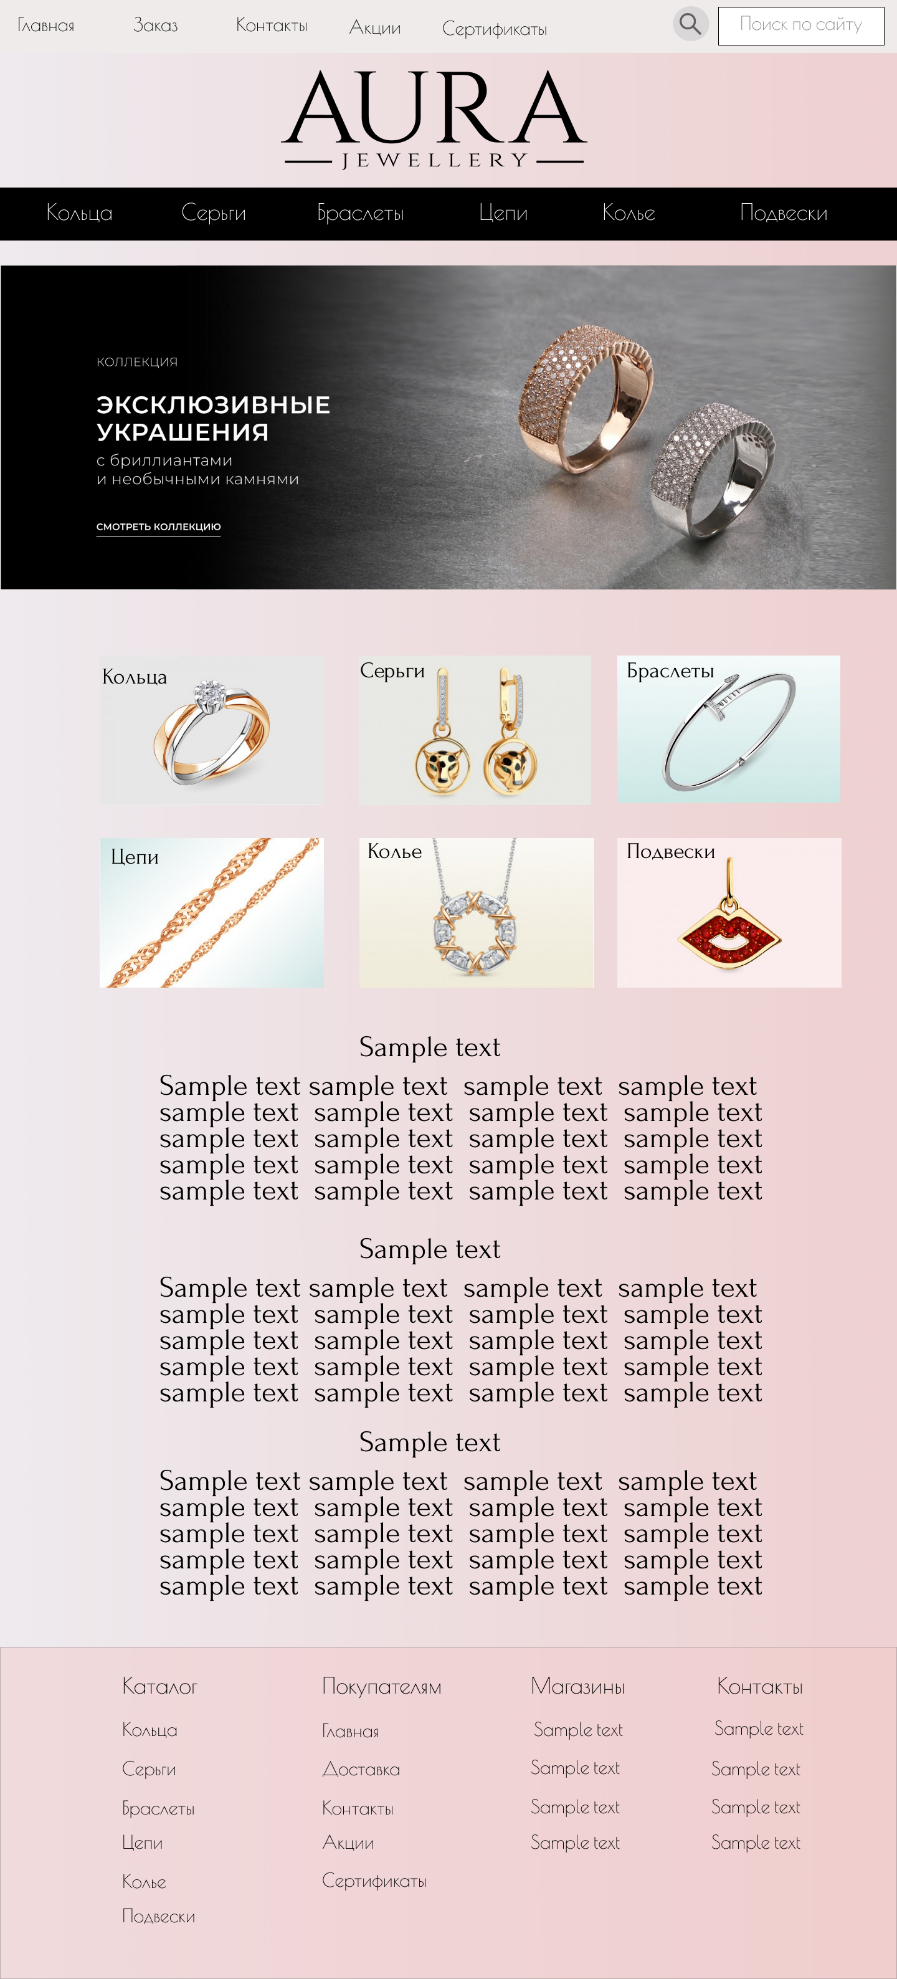 Главная Заказ Контакты Акции Сертификаты Поиск по сайту
AURA
JEWELLERY
Кольца Серьги Браслеты Цепи Колье Подвески
КОЛЛЕКЦИЯ
ЭКСКЛЮЗИВНЫЕ
УКРАШЕНИЯ
с бриллиантами
и необычными камнями
СМОТРЕТЬ КОЛЛЕКЦИЮ
Кольца Серьги Браслеты
Цепи Колье Подвески
Sample text
Sample text sample text sample text sample text
sample text sample text sample text sample text
sample text sample text sample text sample text
sample text sample text sample text sample text
sample text sample text sample text sample text
Sample text
Sample text sample text sample text sample text
sample text sample text sample text sample text
sample text sample text sample text sample text
sample text sample text sample text sample text
sample text sample text sample text sample text
Sample text
Sample text sample text sample text sample text
sample text sample text sample text sample text
sample text sample text sample text sample text
sample text sample text sample text sample text
sample text sample text sample text sample text
Каталог Покупателям Магазины Контакты
Кольца Главная Sample text Sample text
Серьги Доставка Sample text Sample text
Браслеты Контакты Sample text Sample text
Цепи Акции Sample text Sample text
Колье Сертификаты
Подвески